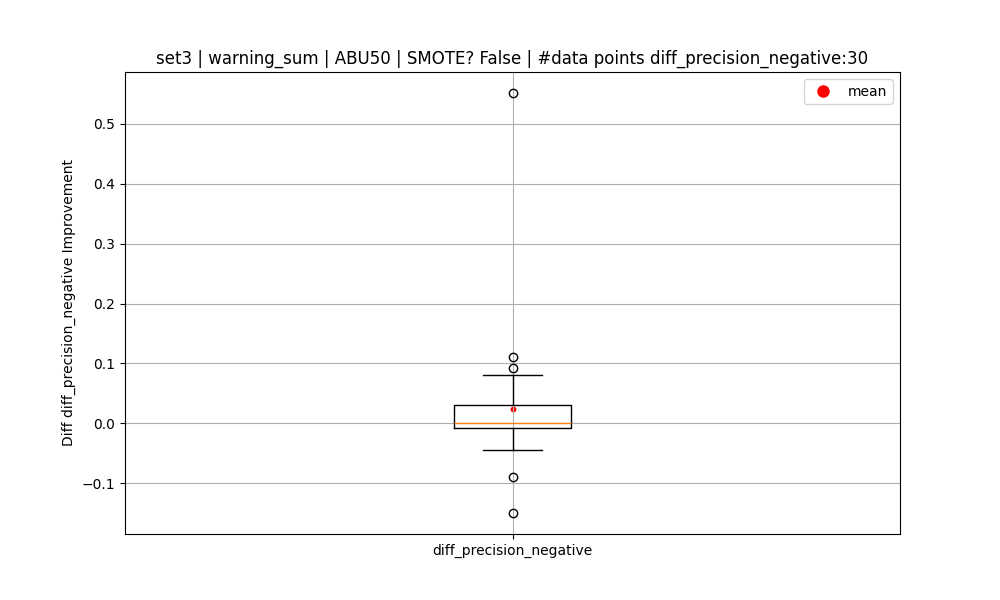 set3 | warning_sum | ABU50 | SMOTE? False | #data points diff_precision_negative:30
mean
Diff diff_precision_negative Improvement
0.5
0.4
0.3
0.2
0.1
0.0
−0.1
diff_precision_negative